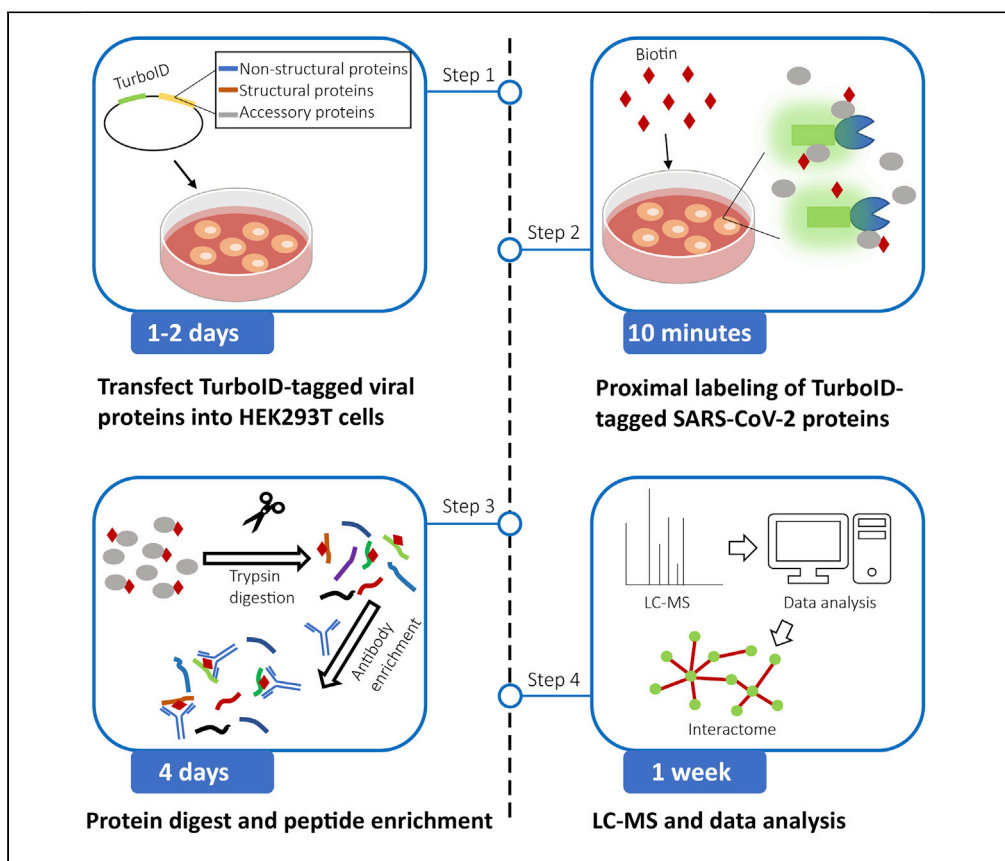 TurboID
Non-structural proteins
Structural proteins
Accessory proteins
Step 1
1-2 days
Transfect TurboID-tagged viral
proteins into HEK293T cells
Biotin
Step 2
10 minutes
Proximal labeling of TurboID-
tagged SARS-CoV-2 proteins
Step 3
Trypsin
digestion
Antibody
enrichment
4 days
Protein digest and peptide enrichment
LC-MS
Data analysis
Step 4
Interactome
1 week
LC-MS and data analysis